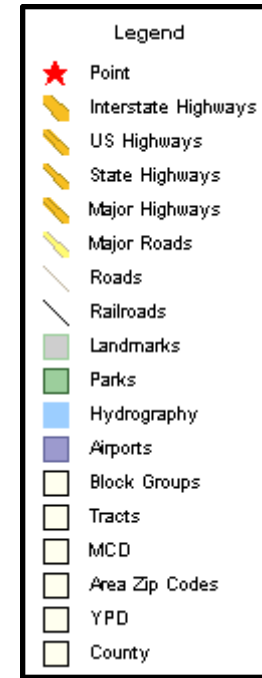 Legend
Point
Interstate Highways
US Highways
State Highways
Major Highways
Major Roads
Roads
Railroads
Landmarks
Parks
Hydrography
Airports
Block Groups
Tracts
MCD
Area Zip Codes
YPD
County